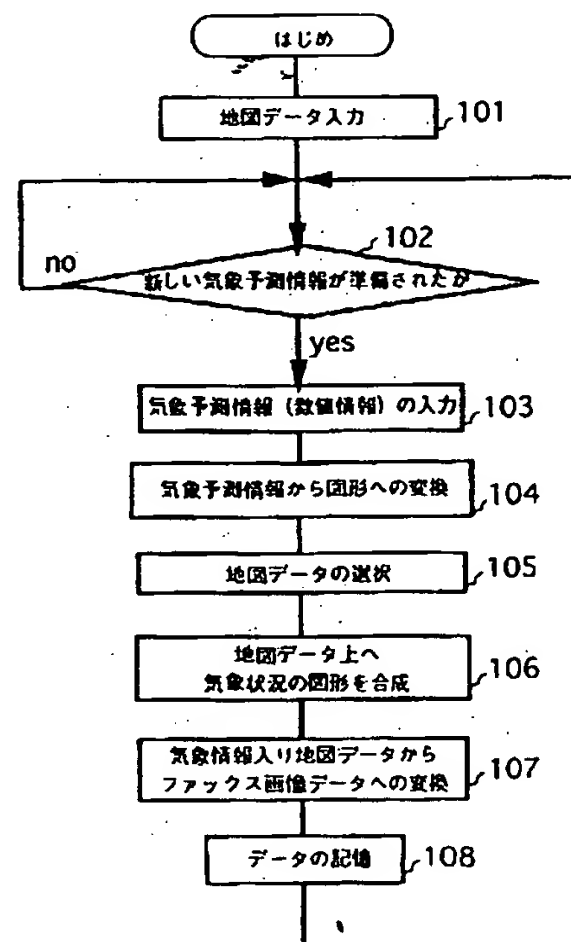 はじめ
地図データ入力
101
102
no
新しい気象予測情報が準備されたか
yes
気象予測情報(数値情報)の入力
103
気象予測情報から図形への変換
104
地図データの選択
105
地図データ上へ
気象状況の図形を合成
106
気象情報入り地図データから
ファックス画像データへの変換
107
データの記憶
108